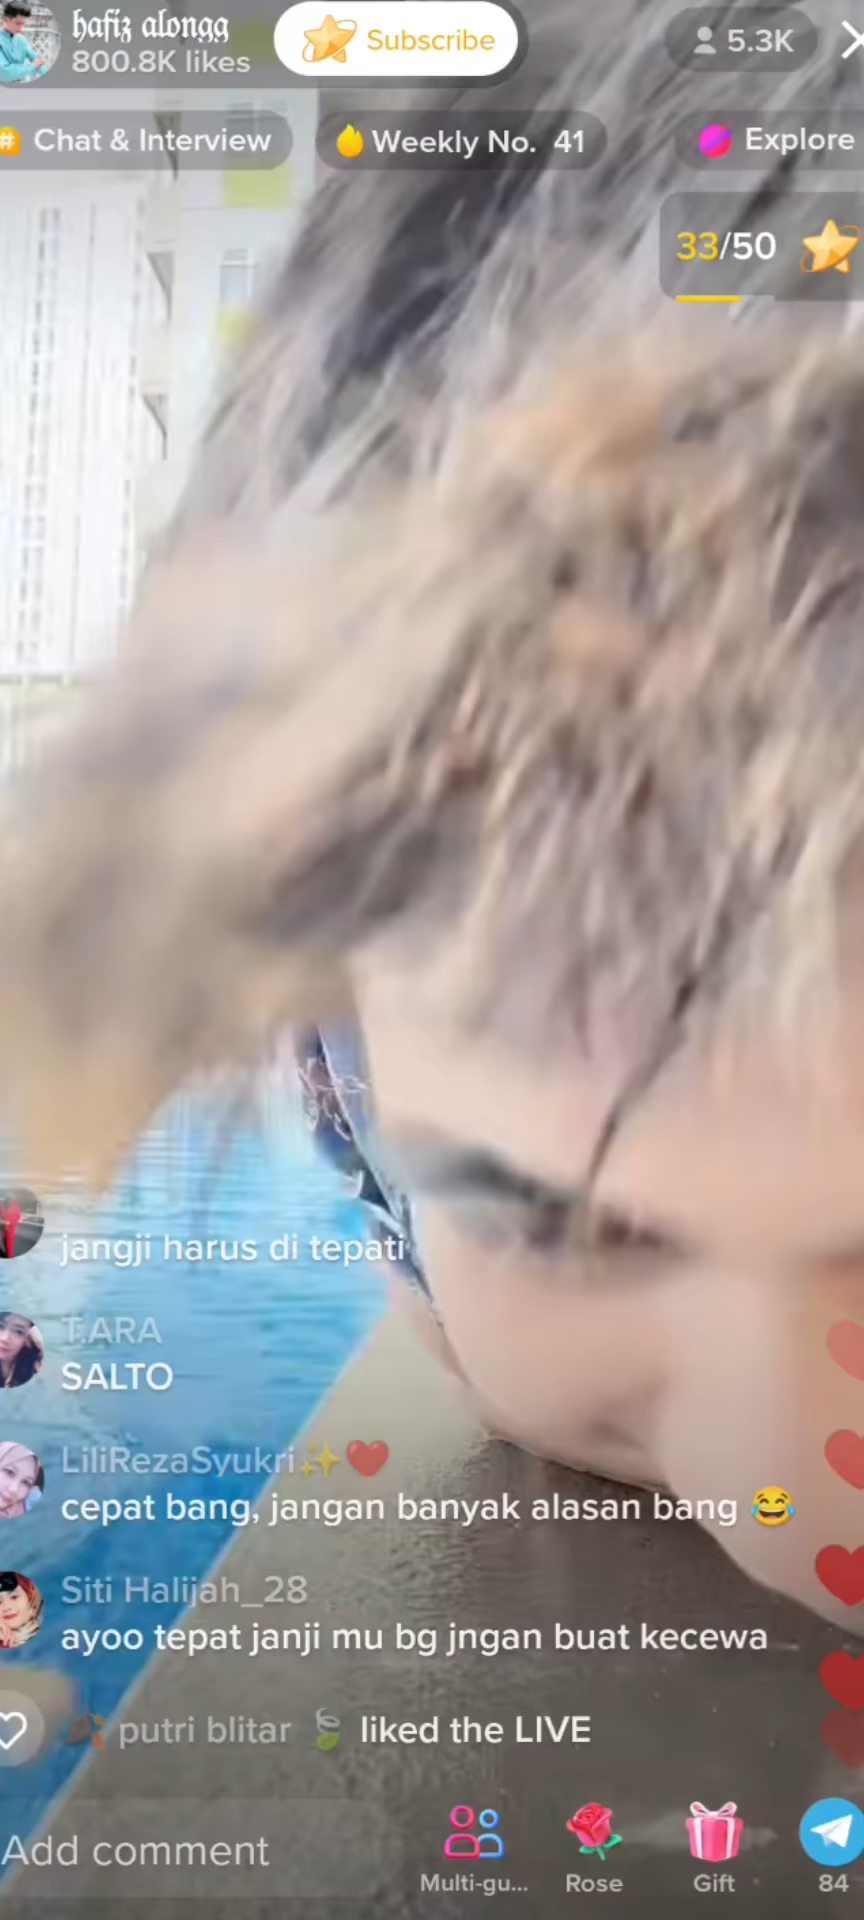 hafiz alongg
800.8K likes
Subscribe
5.3K
# Chat & Interview
Weekly No. 41
Explore
33/50
jangji harus di tepati
T.ARA
SALTO
LiliRezaSyukri✨❤️
cepat bang, jangan banyak alasan bang 😂
Siti Halijah_28
ayoo tepat janji mu bg jngan buat kecewa
🍂 putri blitar 🍃 liked the LIVE
Add comment
Multi-gu...
Rose
Gift
84